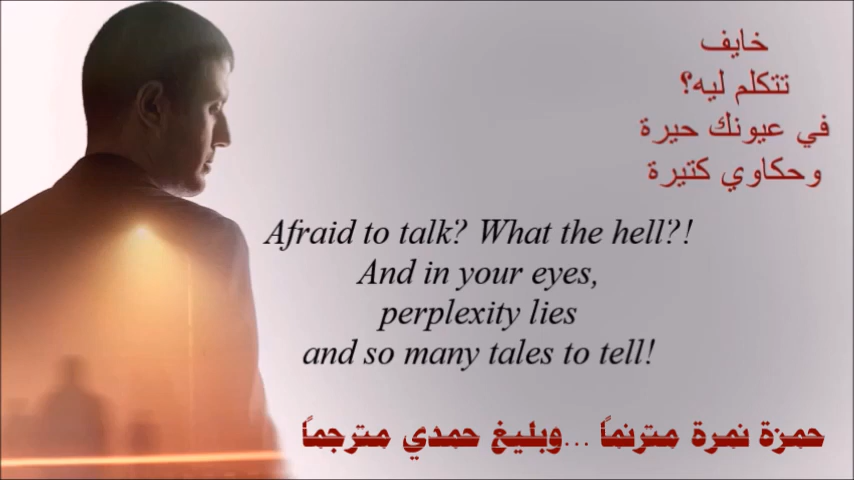 خايف
تتكلم ليه؟
في عيونك حيرة
وحكاوي كتيرة
Afraid to talk? What the hell?!
And in your eyes,
perplexity lies
and so many tales to tell!
حمزة نمرة مترنماً ...وبليغ حمدي مترجماً